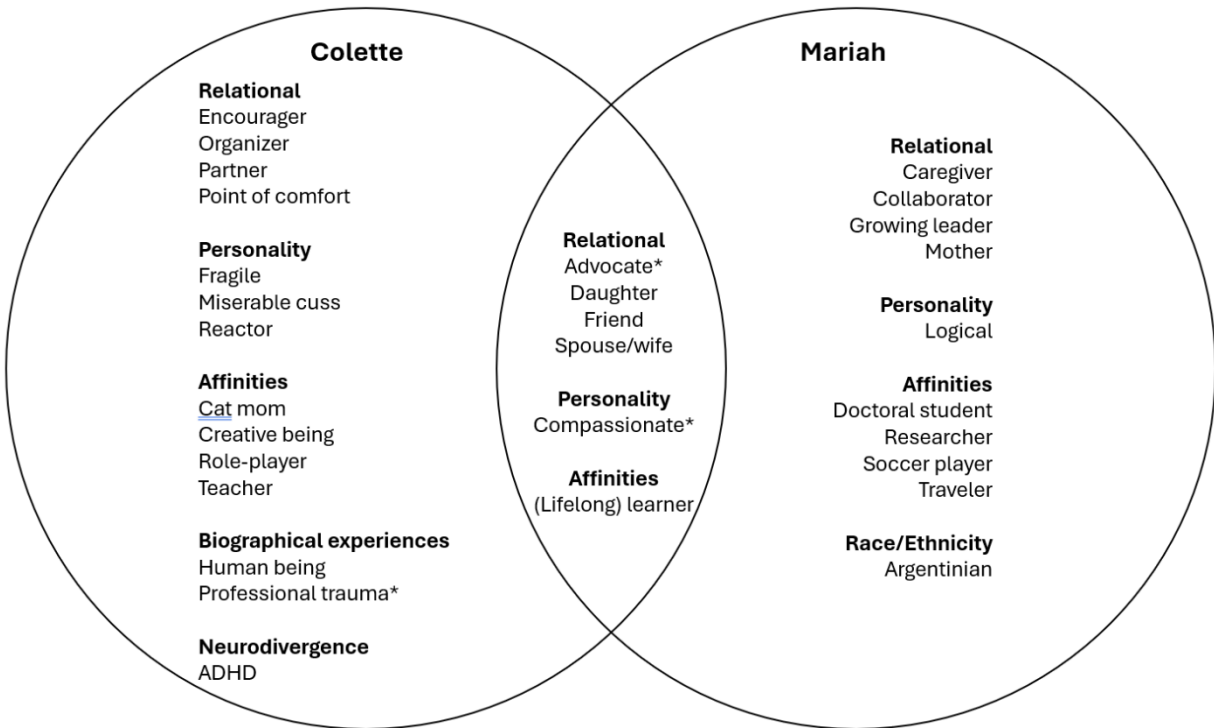 Colette
Relational
Encourager
Organizer
Partner
Point of comfort
Personality
Fragile
Miserable cuss
Reactor
Affinities
Cat mom
Creative being
Role-player
Teacher
Biographical experiences
Human being
Professional trauma*
Neurodivergence
ADHD
Relational
Advocate*
Daughter
Friend
Spouse/wife
Personality
Compassionate*
Affinities
(Lifelong) learner
Mariah
Relational
Caregiver
Collaborator
Growing leader
Mother
Personality
Logical
Affinities
Doctoral student
Researcher
Soccer player
Traveler
Race/Ethnicity
Argentinian